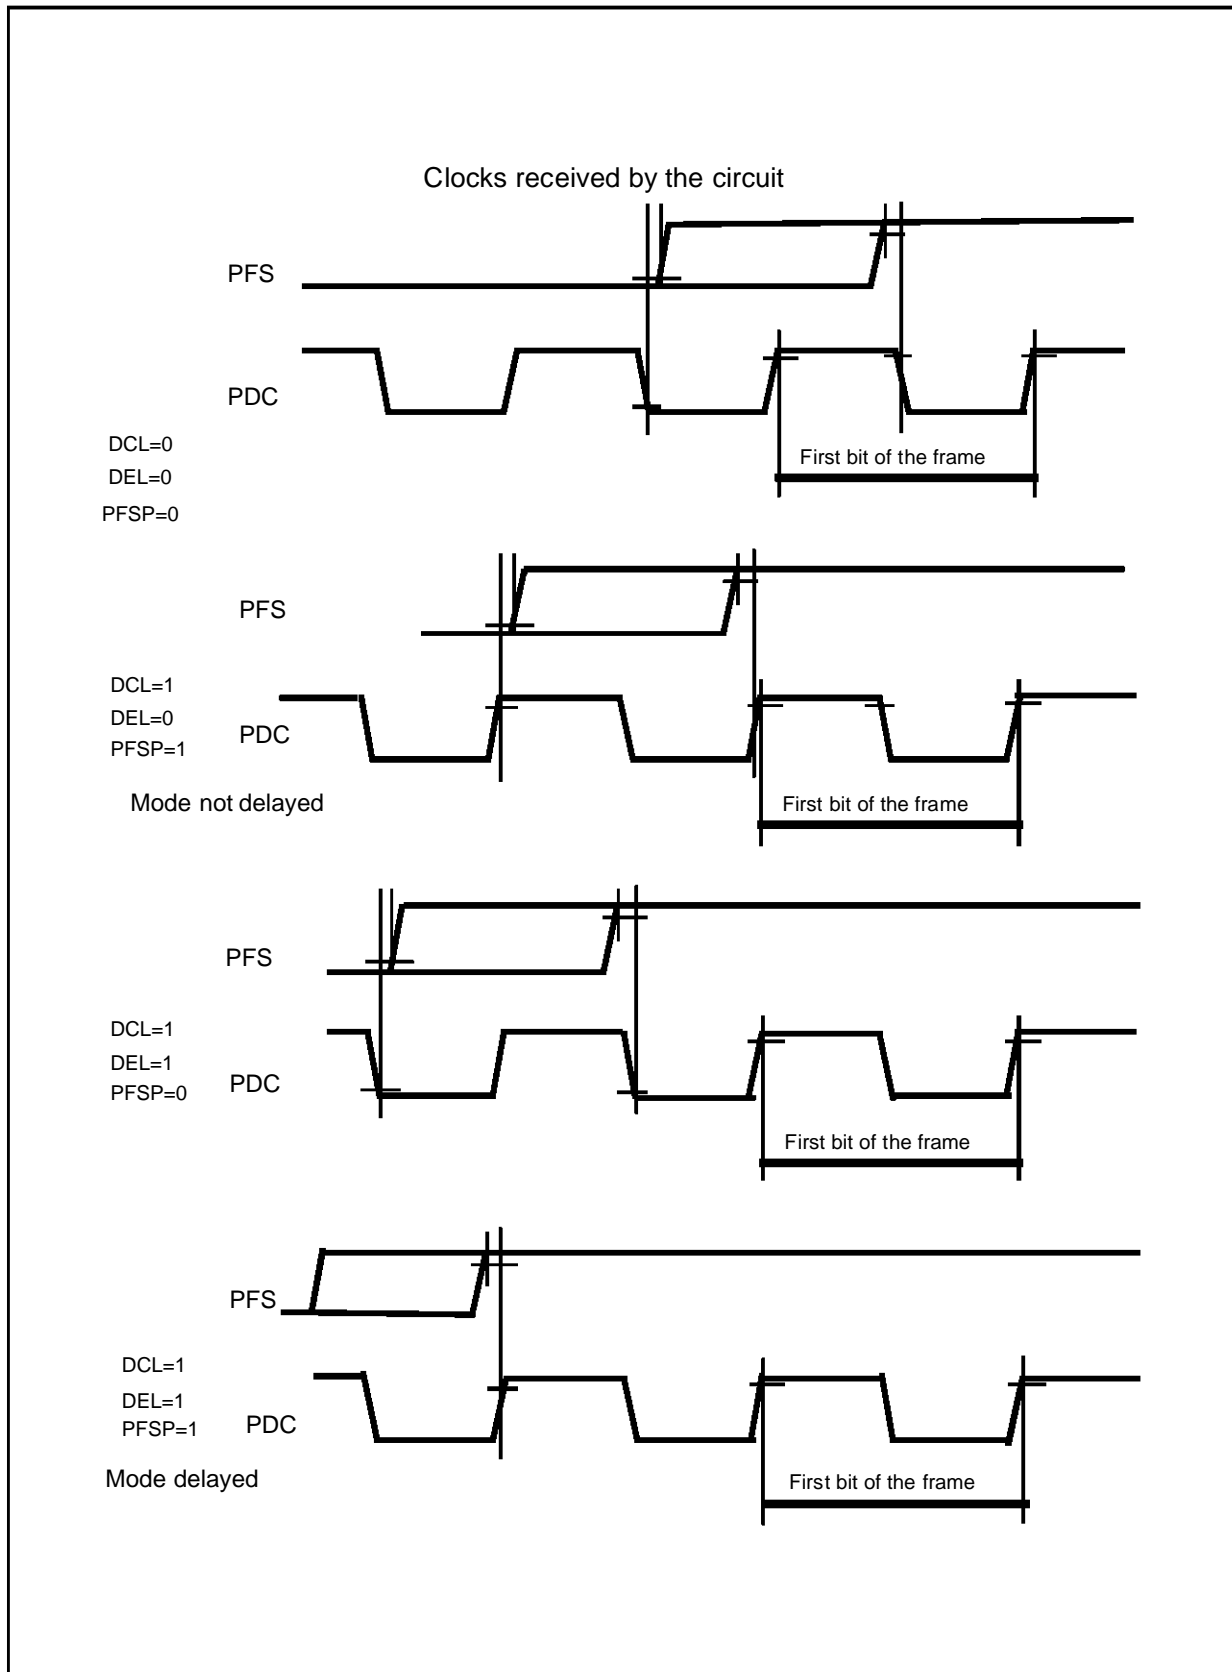 Clocks received by the circuit
PFS
PDC
DCL=0
DEL=0
PFSP=0
First bit of the frame
PFS
DCL=1
DEL=0
PFSP=1
PDC
Mode not delayed
First bit of the frame
PFS
DCL=1
DEL=1
PFSP=0
PDC
First bit of the frame
PFS
DCL=1
DEL=1
PFSP=1
PDC
Mode delayed
First bit of the frame